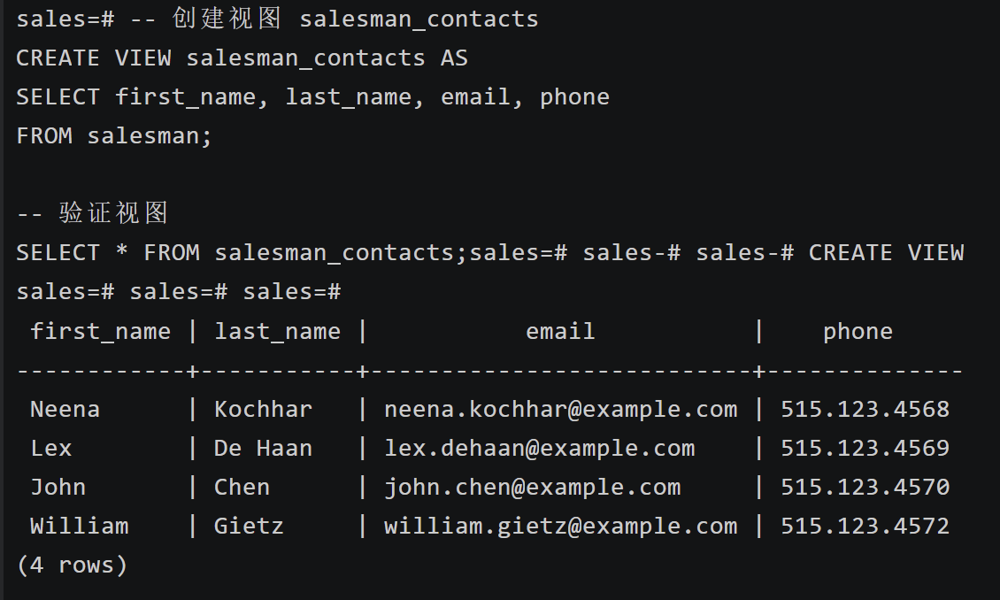 sales=# -- 创建视图 salesman_contacts
CREATE VIEW salesman_contacts AS
SELECT first_name, last_name, email, phone
FROM salesman;
-- 验证视图
SELECT * FROM salesman_contacts;sales=# sales-# sales-# CREATE VIEW
sales=# sales=# sales=#
 first_name | last_name |           email           |    phone
------------+-----------+---------------------------+--------------
 Neena      | Kochhar   | neena.kochhar@example.com | 515.123.4568
 Lex        | De Haan   | lex.dehaan@example.com    | 515.123.4569
 John       | Chen      | john.chen@example.com     | 515.123.4570
 William    | Gietz     | william.gietz@example.com | 515.123.4572
(4 rows)